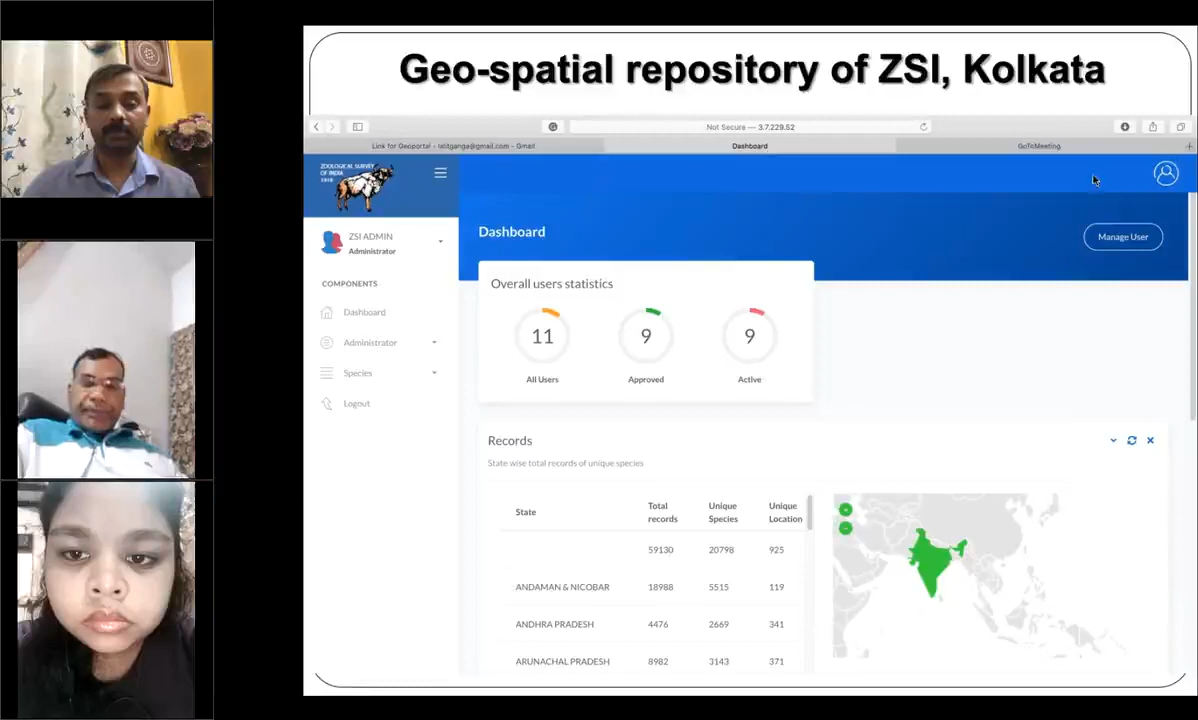 Geo-spatial repository of ZSI, Kolkata
Not Secure — 3.7.229.52
Link for Geoportal - lalitganga@gmail.com - Gmail
Dashboard
GoToMeeting
ZOOLOGICAL SURVEY
OF INDIA
1916
ZSI ADMIN
Administrator
COMPONENTS
Dashboard
Administrator
Species
Logout
Dashboard
Manage User
Overall users statistics
11
9
9
All Users
Approved
Active
Records
State wise total records of unique species
State
Total records
Unique Species
Unique Location
59130 20798 925
ANDAMAN & NICOBAR 18988 5515 119
ANDHRA PRADESH 4476 2669 341
ARUNACHAL PRADESH 8982 3143 371